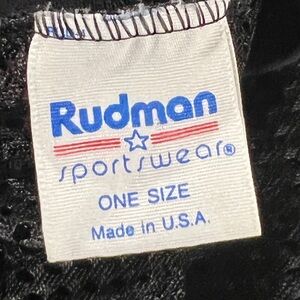 Rudman
sportswear®
ONE SIZE
Made in U.S.A.